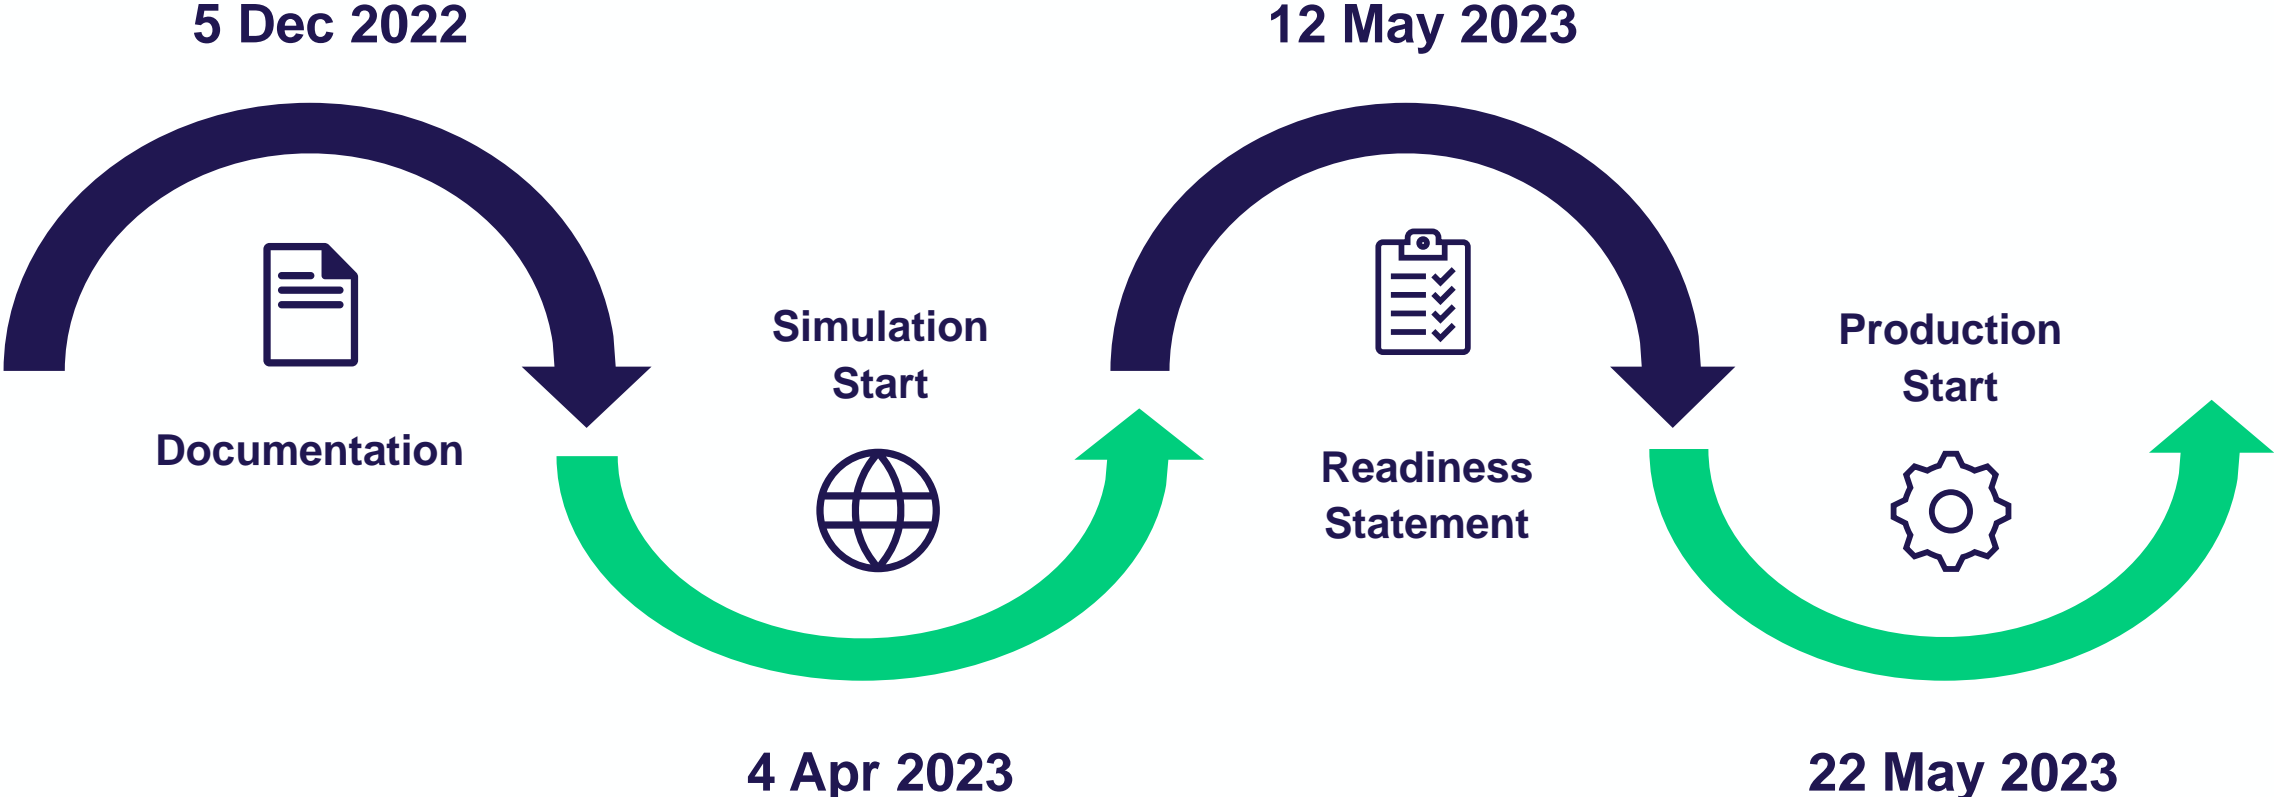 5 Dec 2022
12 May 2023
Simulation
Start
Production
Start
Documentation
Readiness
Statement
4 Apr 2023
22 May 2023